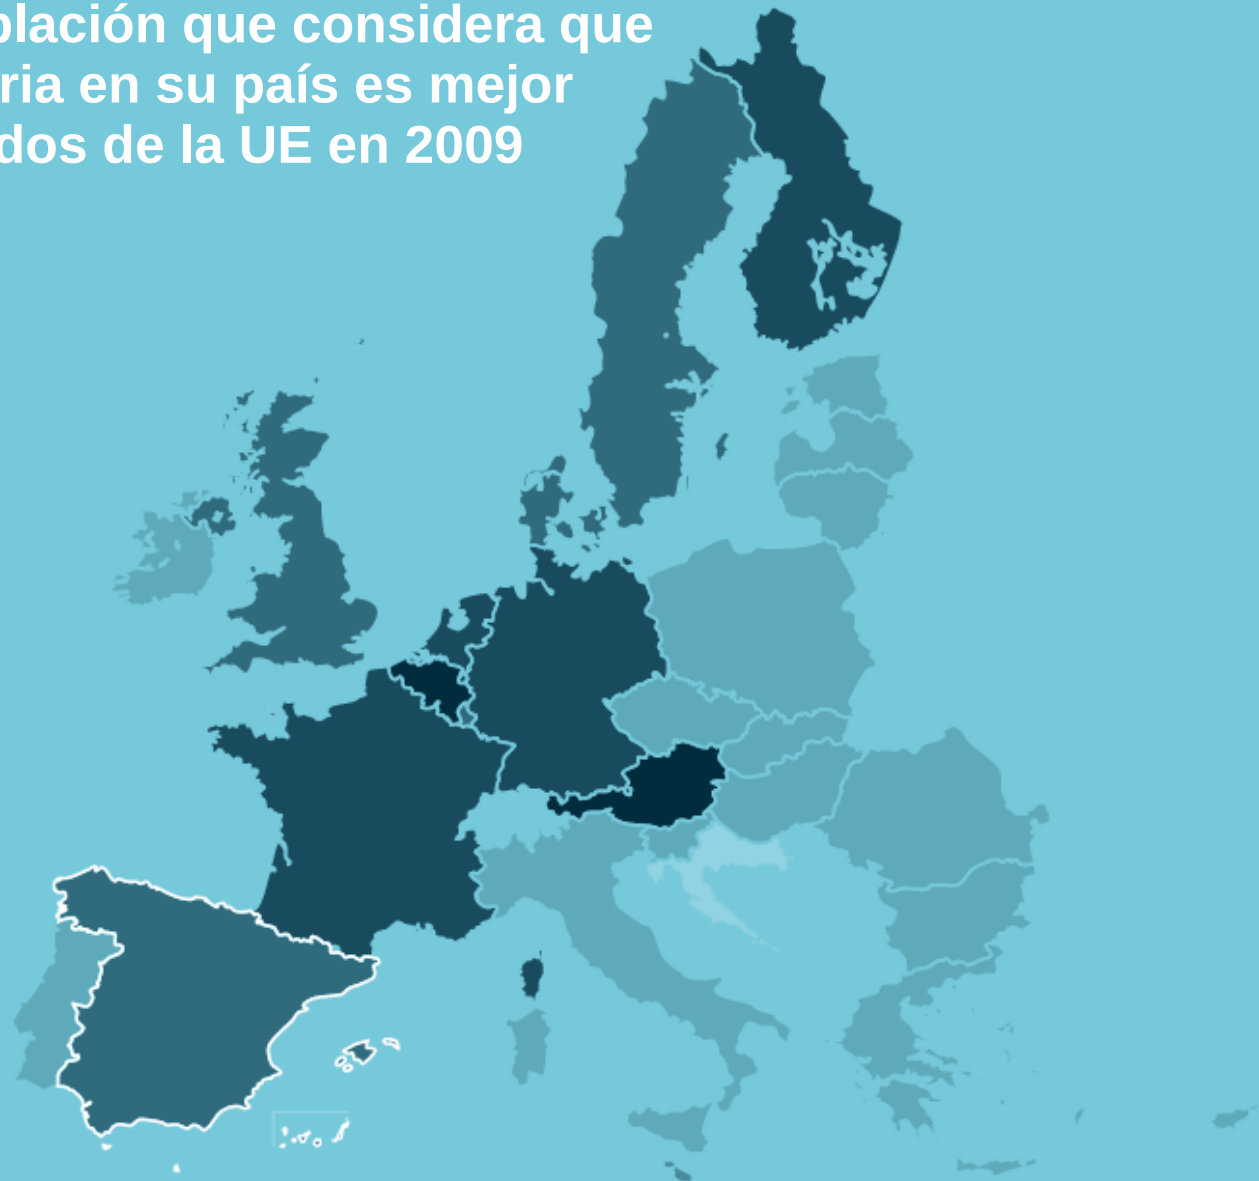 blación que considera que
ria en su país es mejor
dos de la UE en 2009